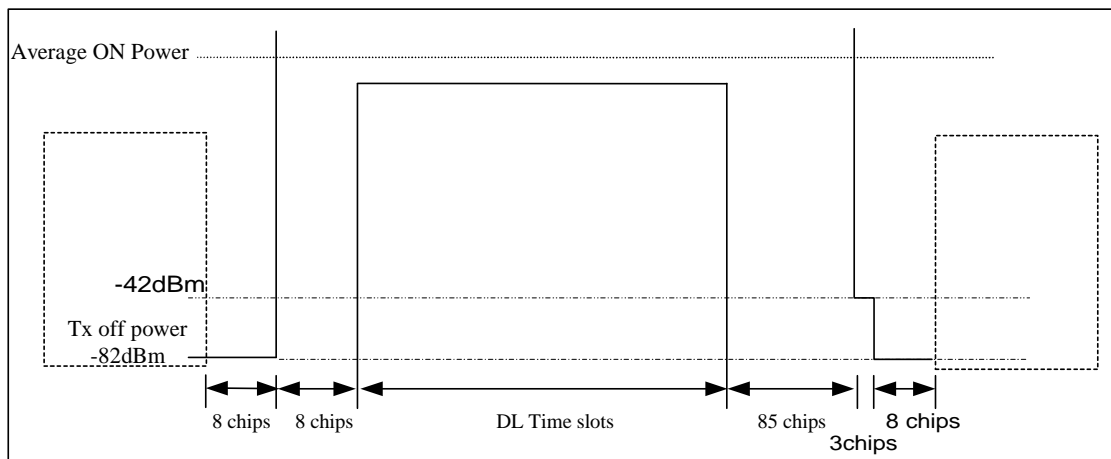 Average ON Power
-42dBm
Tx off power
-82dBm
8 chips
8 chips
DL Time slots
85 chips
3chips
8 chips